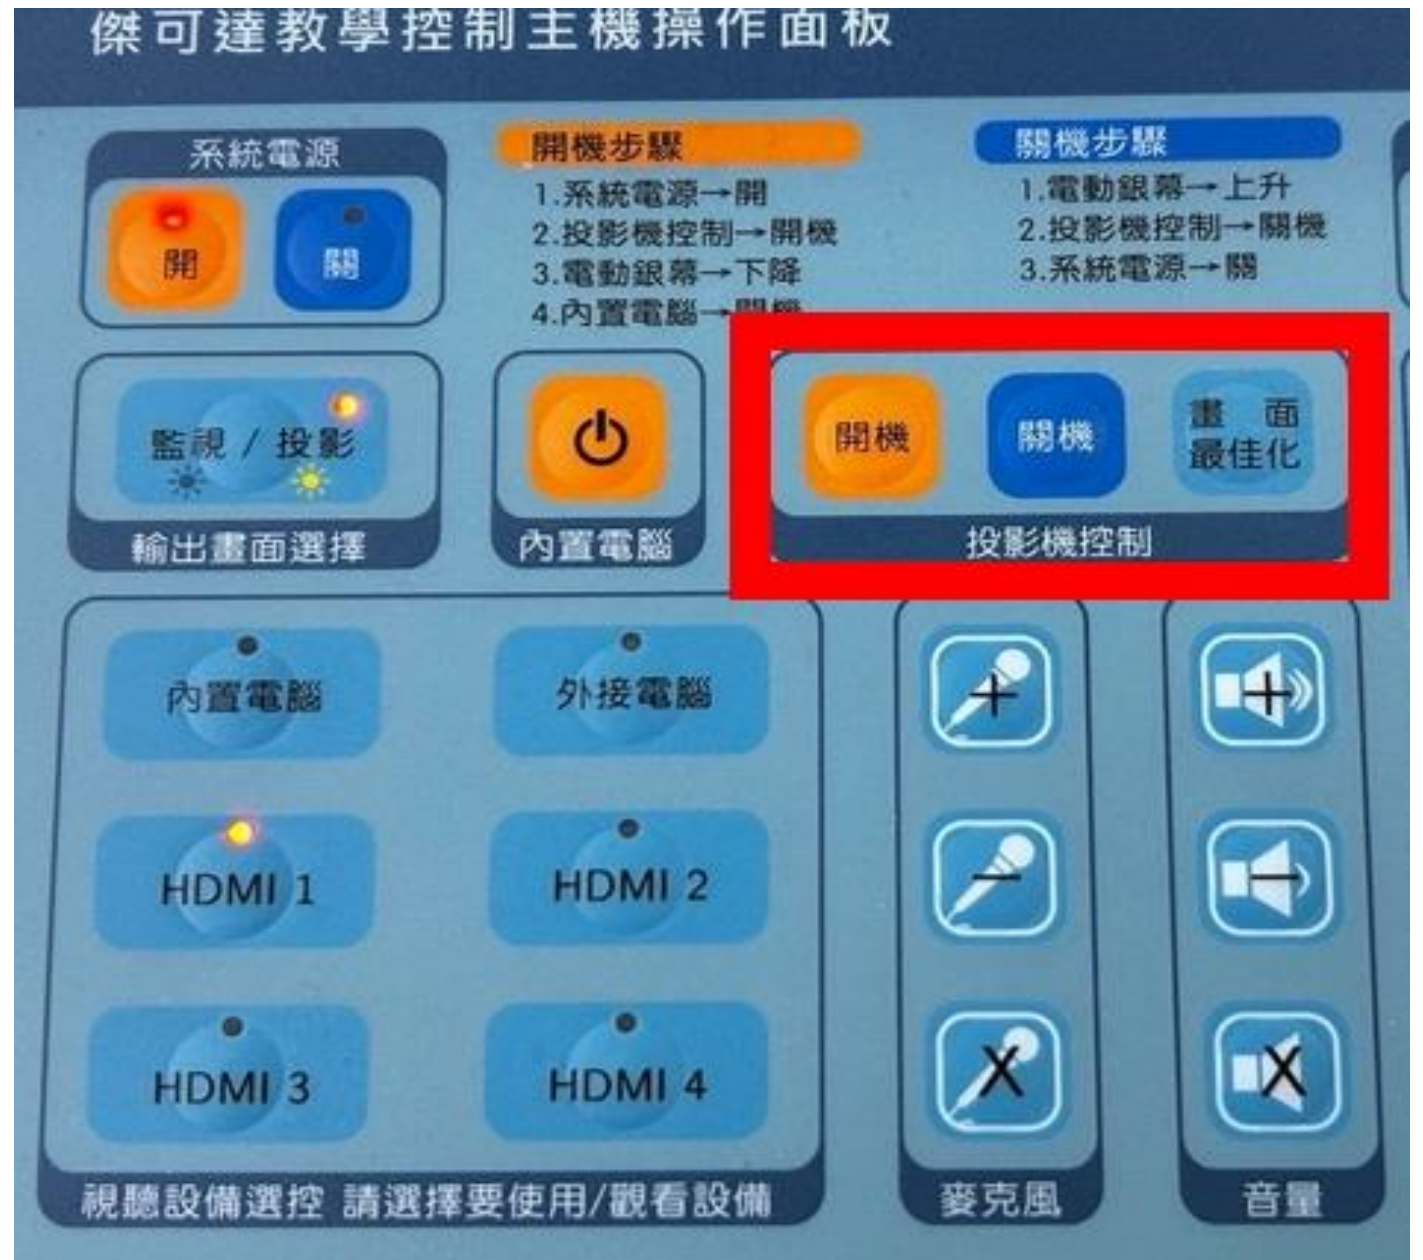 傑可達教學控制主機操作面板
系統電源
開
關
開機步驟
1.系統電源→開
2.投影機控制→開機
3.電動銀幕→下降
4.內置電腦→開機
關機步驟
1.電動銀幕→上升
2.投影機控制→關機
3.系統電源→關
監視 / 投影
輸出畫面選擇
內置電腦
開機
關機
畫 面
最佳化
投影機控制
內置電腦
外接電腦
HDMI 1
HDMI 2
HDMI 3
HDMI 4
視聽設備選控 請選擇要使用/觀看設備
麥克風
音量